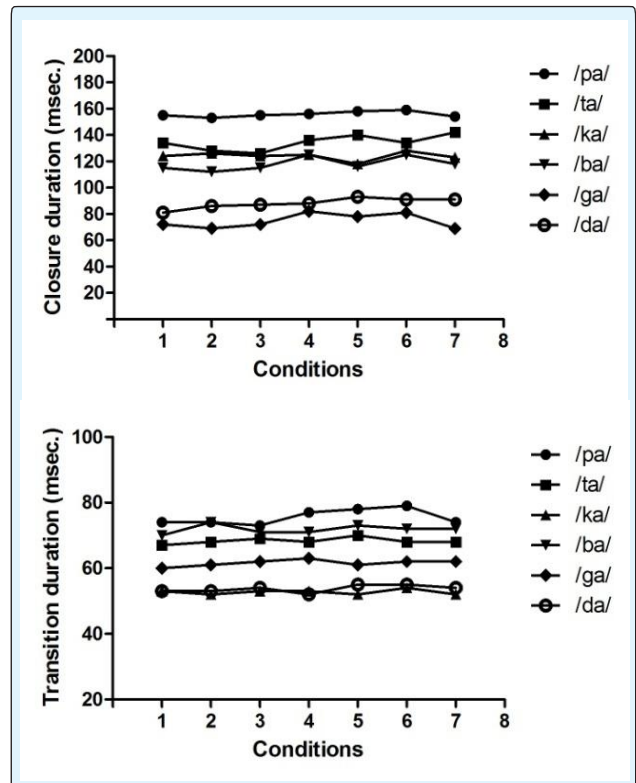 200
180
160
140
120
100
80
60
40
20
Closure duration (msec.)
1 2 3 4 5 6 7 8
Conditions
/pa/
/ta/
/ka/
/ba/
/ga/
/da/
100
80
60
40
20
Transition duration (msec.)
1 2 3 4 5 6 7 8
Conditions
/pa/
/ta/
/ka/
/ba/
/ga/
/da/